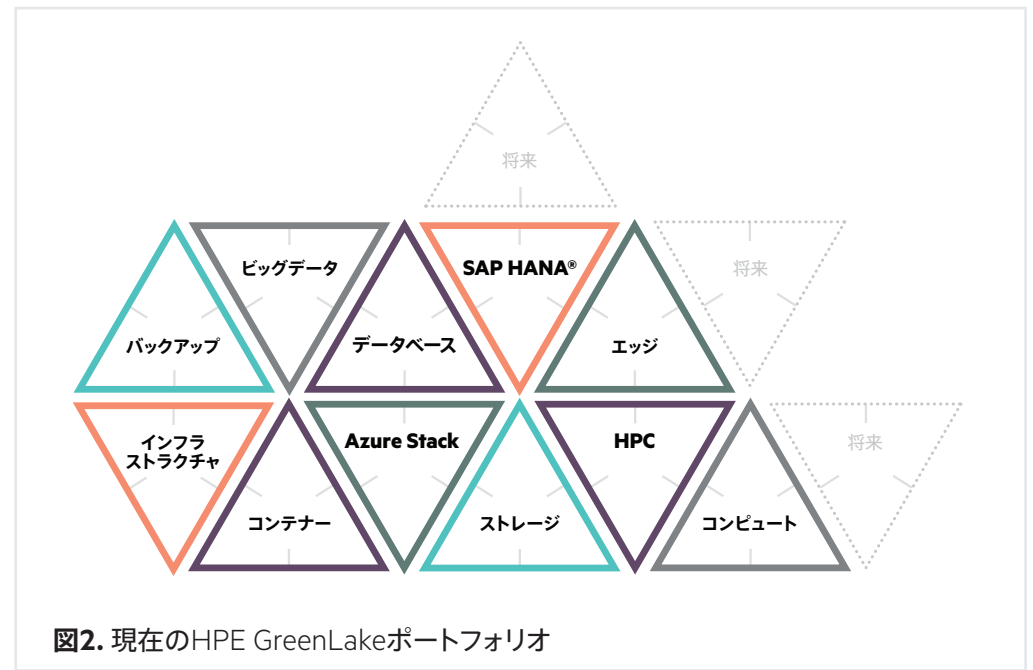 将来
ビッグデータ
SAP HANA®
将来
バックアップ
データベース
エッジ
インフラ
ストラクチャ
Azure Stack
HPC
将来
コンテナー
ストレージ
コンピュート
図2. 現在のHPE GreenLakeポートフォリオ